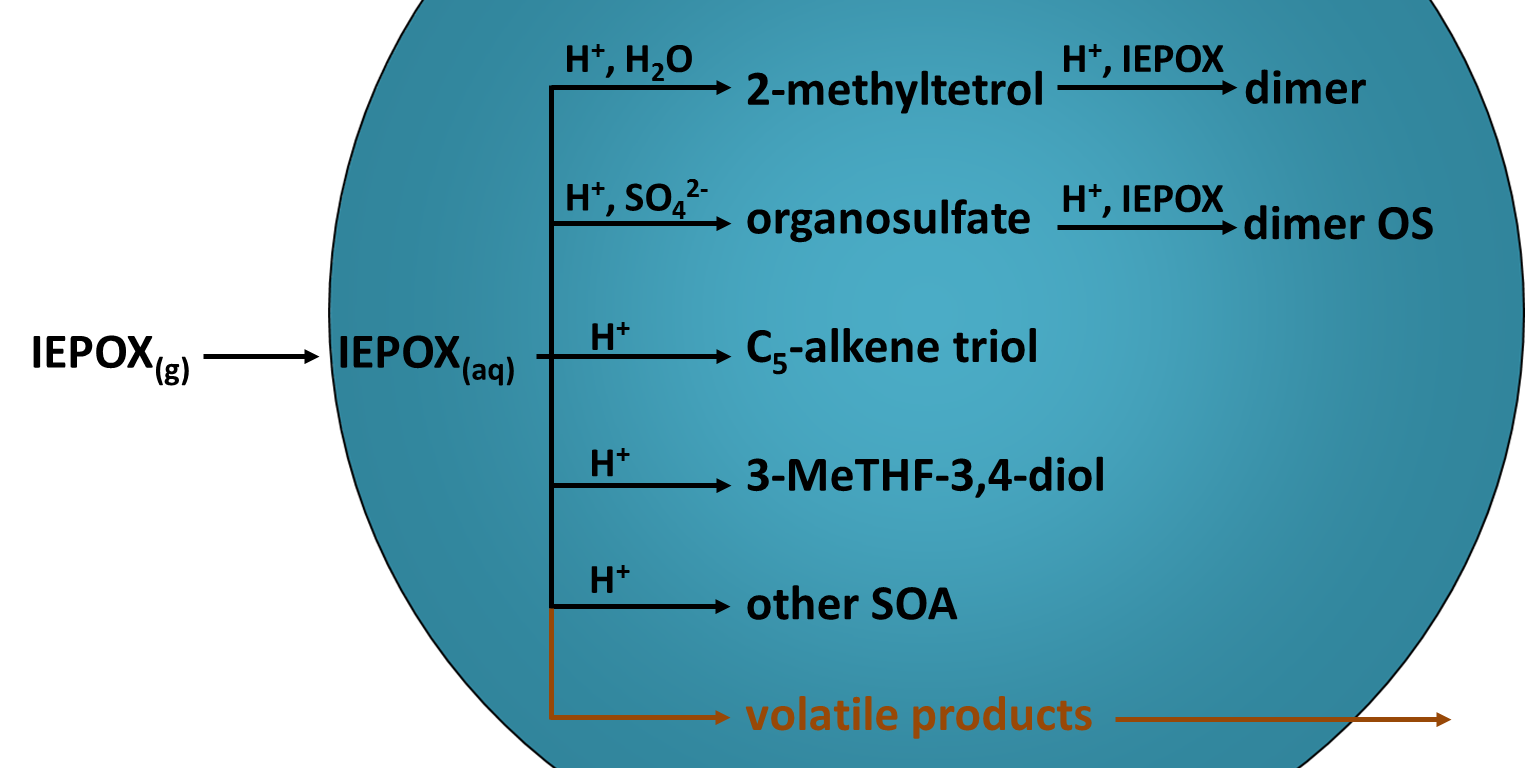 H⁺, H₂O
2-methyltetrol
H⁺, IEPOX
dimer
H⁺, SO₄²⁻
organosulfate
H⁺, IEPOX
dimer OS
IEPOX(g)
IEPOX(aq)
H⁺
C₅-alkene triol
H⁺
3-MeTHF-3,4-diol
H⁺
other SOA
volatile products